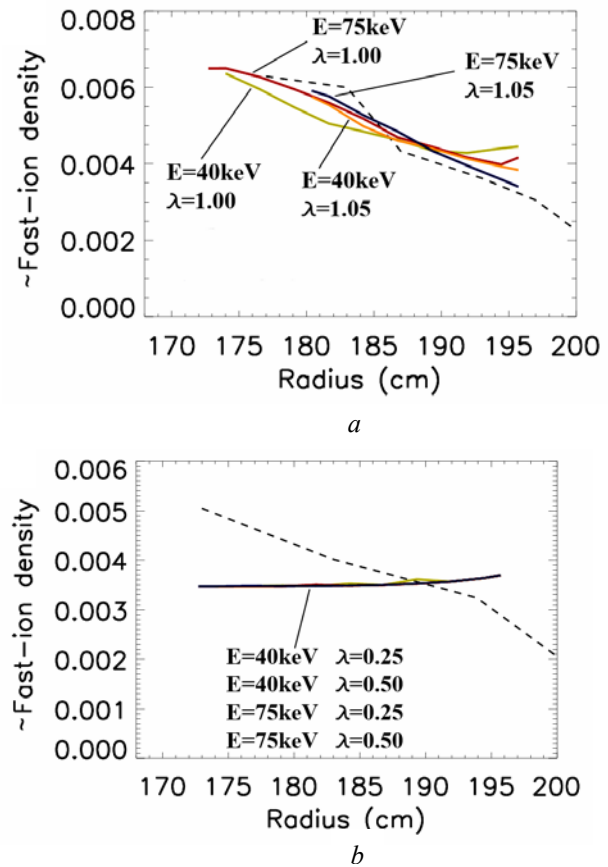 0.008
0.006
0.004
0.002
0.000
~Fast-ion density
E=75keV
λ=1.00
E=75keV
λ=1.05
E=40keV
λ=1.00
E=40keV
λ=1.05
170 175 180 185 190 195 200
Radius (cm)
a
0.006
0.005
0.004
0.003
0.002
0.001
0.000
~Fast-ion density
E=40keV λ=0.25
E=40keV λ=0.50
E=75keV λ=0.25
E=75keV λ=0.50
170 175 180 185 190 195 200
Radius (cm)
b